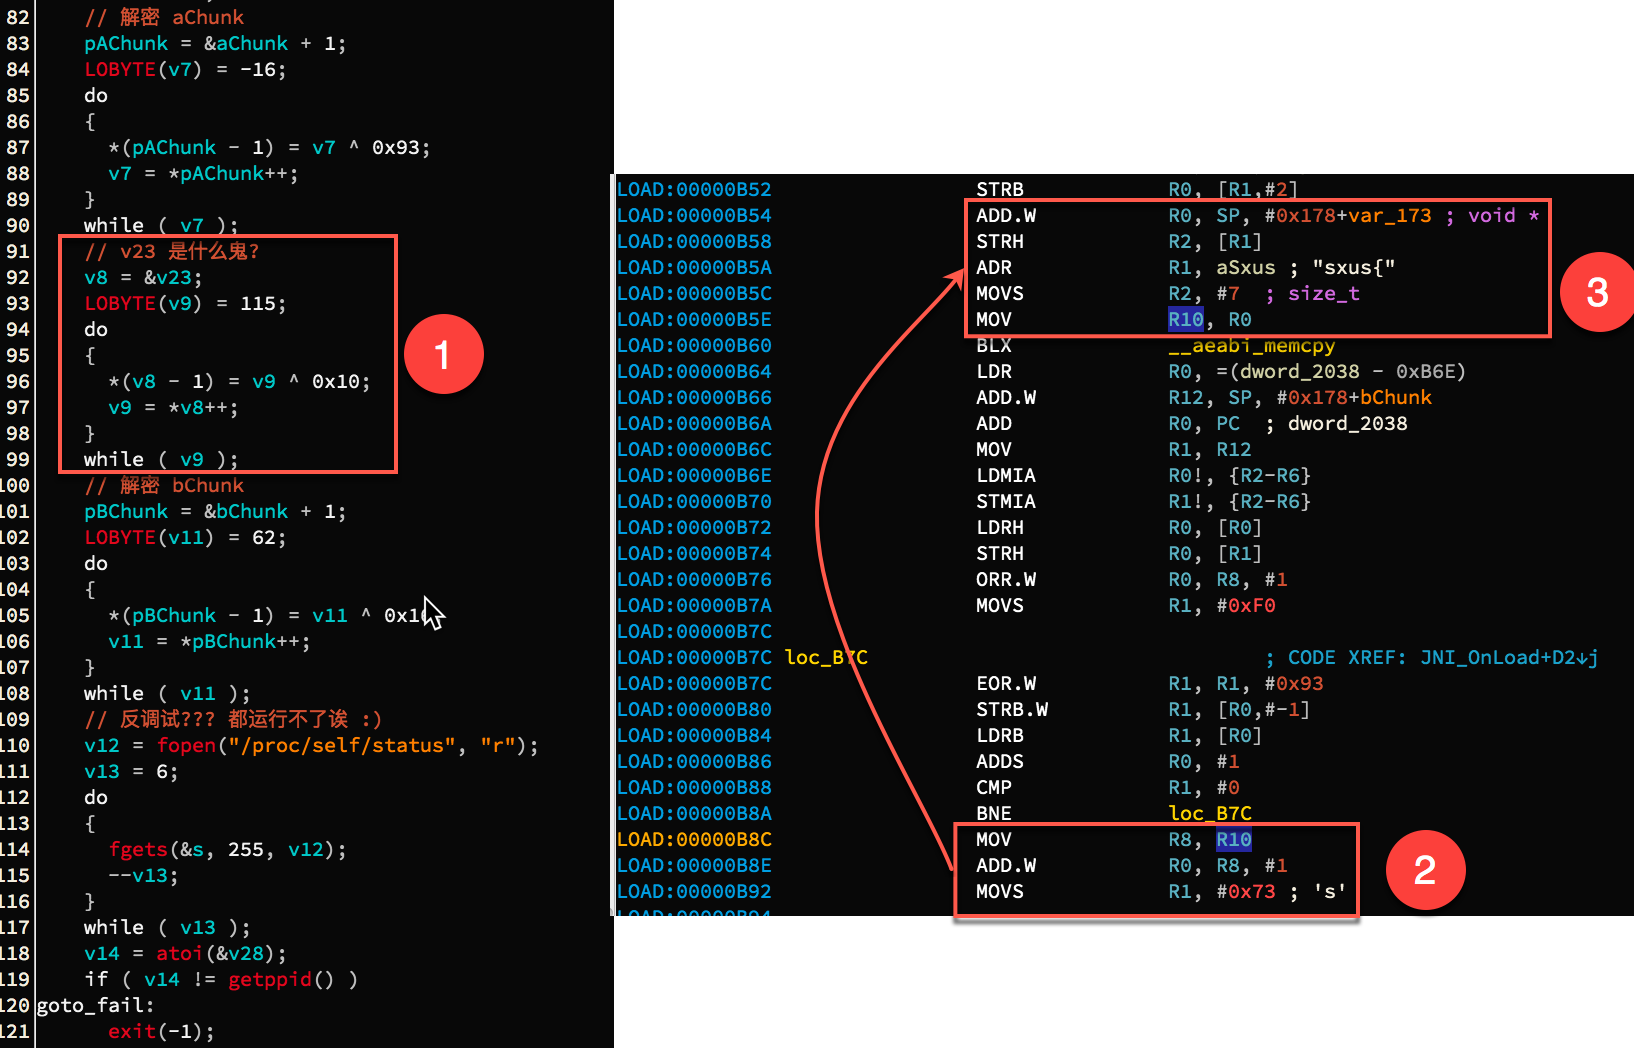 82 // 解密 aChunk
83 pAChunk = &aChunk + 1;
84 LOBYTE(v7) = -16;
85 do
86 {
87 *(pAChunk - 1) = v7 ^ 0x93;
88 v7 = *pAChunk++;
89 }
90 while ( v7 );
91 // v23 是什么鬼?
92 v8 = &v23;
93 LOBYTE(v9) = 115;
94 do
95 {
96 *(v8 - 1) = v9 ^ 0x10;
97 v9 = *v8++;
98 }
99 while ( v9 );
100 // 解密 bChunk
101 pBChunk = &bChunk + 1;
102 LOBYTE(v11) = 62;
103 do
104 {
105 *(pBChunk - 1) = v11 ^ 0x1
106 v11 = *pBChunk++;
107 }
108 while ( v11 );
109 // 反调试??? 都运行不了诶 :)
110 v12 = fopen("/proc/self/status", "r");
111 v13 = 6;
112 do
113 {
114 fgets(&s, 255, v12);
115 --v13;
116 }
117 while ( v13 );
118 v14 = atoi(&v28);
119 if ( v14 != getppid() )
120 goto_fail:
121 exit(-1);
1
LOAD:00000B52 STRB R0, [R1,#2]
LOAD:00000B54 ADD.W R0, SP, #0x178+var_173 ; void *
LOAD:00000B58 STRH R2, [R1]
LOAD:00000B5A ADR R1, aSxus ; "sxus{"
LOAD:00000B5C MOVS R2, #7 ; size_t
LOAD:00000B5E MOV R10, R0
LOAD:00000B60 BLX __aeabi_memcpy
LOAD:00000B64 LDR R0, =(dword_2038 - 0xB6E)
LOAD:00000B66 ADD.W R12, SP, #0x178+bChunk
LOAD:00000B6A ADD R0, PC ; dword_2038
LOAD:00000B6C MOV R1, R12
LOAD:00000B6E LDMIA R0!, {R2-R6}
LOAD:00000B70 STMIA R1!, {R2-R6}
LOAD:00000B72 LDRH R0, [R0]
LOAD:00000B74 STRH R0, [R1]
LOAD:00000B76 ORR.W R0, R8, #1
LOAD:00000B7A MOVS R1, #0xF0
LOAD:00000B7C
LOAD:00000B7C loc_B7C ; CODE XREF: JNI_OnLoad+D2↓j
LOAD:00000B7C EOR.W R1, R1, #0x93
LOAD:00000B80 STRB.W R1, [R0,#-1]
LOAD:00000B84 LDRB R1, [R0]
LOAD:00000B86 ADDS R0, #1
LOAD:00000B88 CMP R1, #0
LOAD:00000B8A BNE loc_B7C
LOAD:00000B8C MOV R8, R10
LOAD:00000B8E ADD.W R0, R8, #1
LOAD:00000B92 MOVS R1, #0x73 ; 's'
3
2